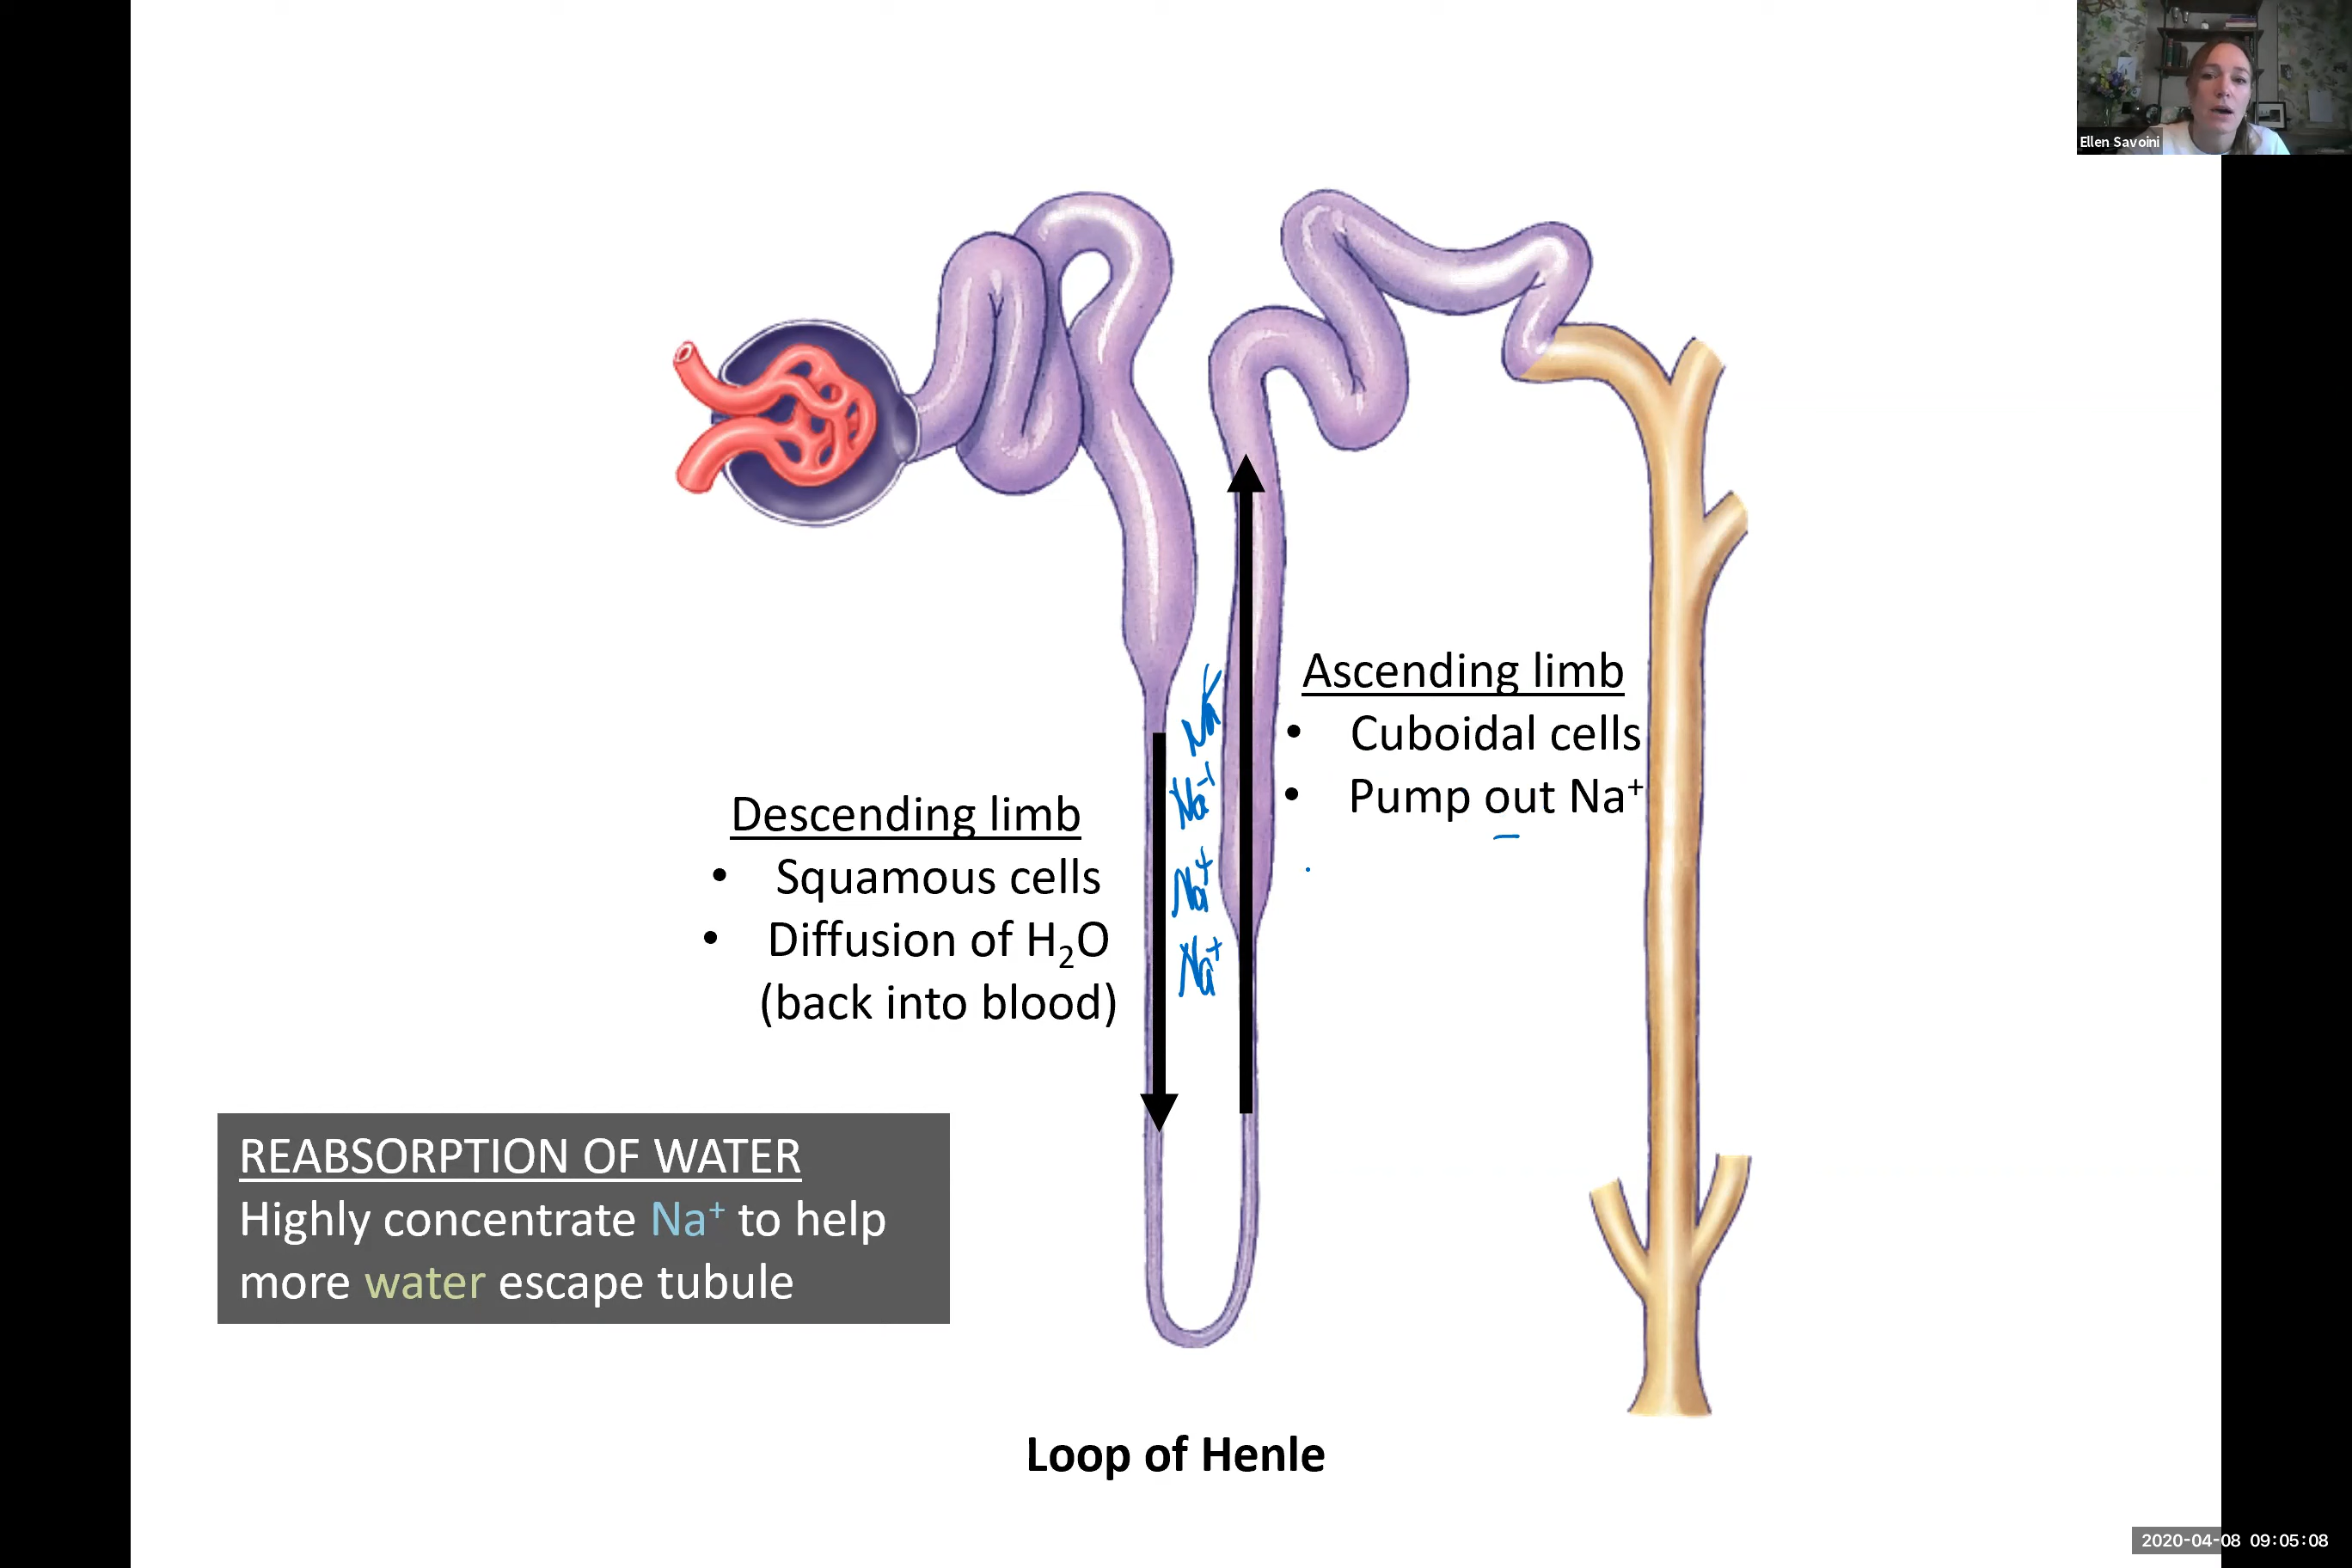 Ellen Savoini
Ascending limb
• Cuboidal cells
• Pump out Na⁺
Descending limb
• Squamous cells
• Diffusion of H₂O
(back into blood)
Na⁺
Na⁺
Na⁺
Na⁺
REABSORPTION OF WATER
Highly concentrate Na⁺ to help
more water escape tubule
Loop of Henle
2020-04-08 09:05:08